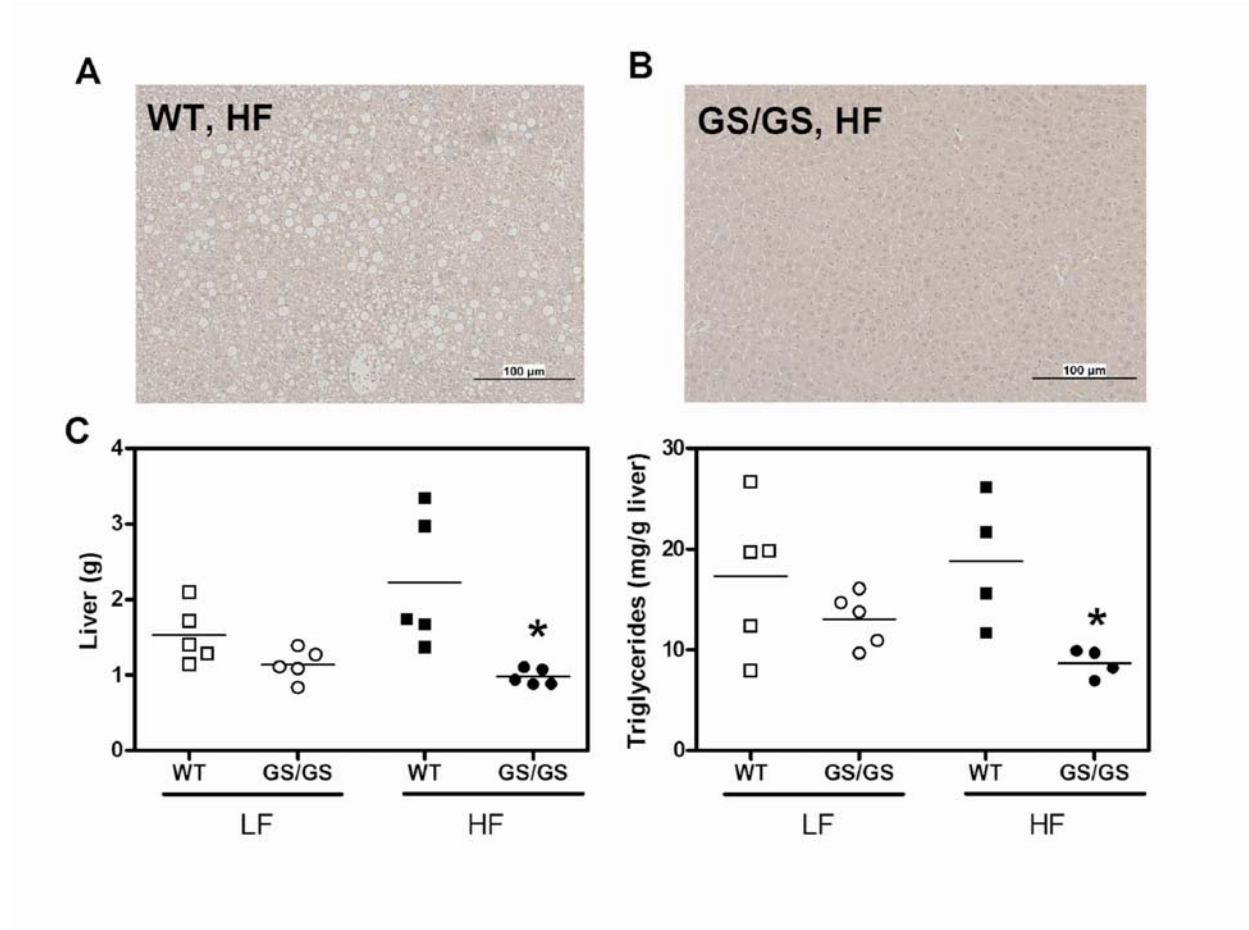 A
B
WT, HF
GS/GS, HF
100 µm
100 µm
C
4
3
2
1
0
Liver (g)
*
WT
GS/GS
WT
GS/GS
LF
HF
30
20
10
0
Triglycerides (mg/g liver)
*
WT
GS/GS
WT
GS/GS
LF
HF